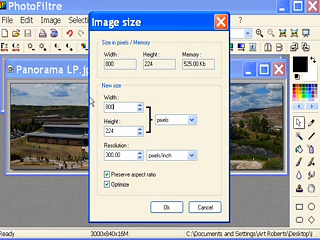 PhotoFiltre
File Edit Image Select
Image size
Panorama LP.jp
Size in pixels / Memory
Width : Height : Memory :
800 224 525.00 Kb
New size
Width :
800
Height :
224
pixels
Resolution :
300.00 pixels/inch
Preserve aspect ratio
Optimize
Ok Cancel
Ready 3000x840x16M C:\Documents and Settings\Art Roberts\Desktop\